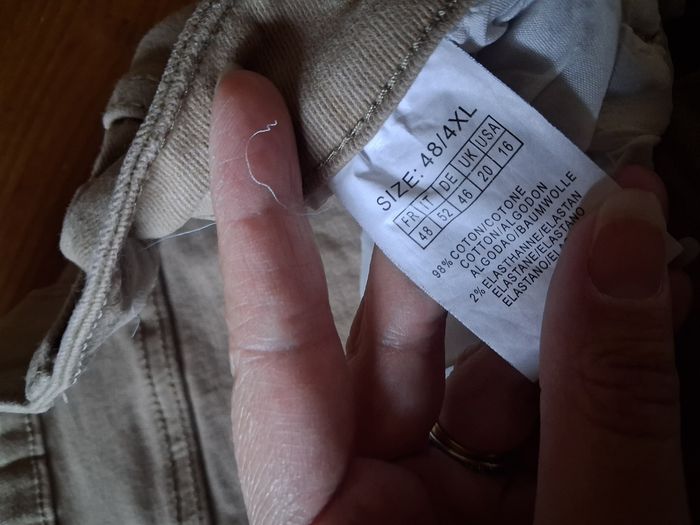 SIZE: 48/4XL
FR IT DE UK USA
48 52 46 20 16
98% COTON/COTONE
COTTON/ALGODON
ALGODAO/BAUMWOLLE
2% ELASTHANNE/ELASTAN
ELASTANE/ELASTANO
ELASTANO/ELA